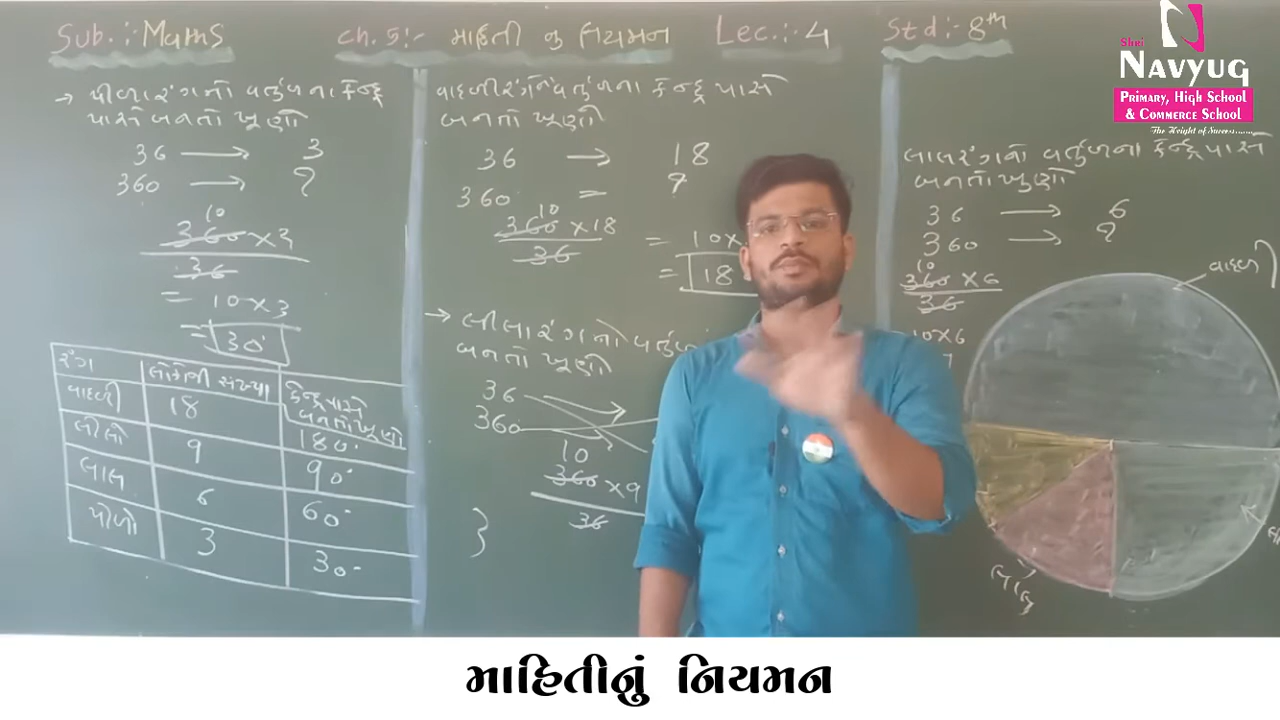 Sub.:- Maths
ch. 5:- માહિતી નુ નિયમન
Lec.:- 4
Std:- 8th
Shri
NAVYUG
PRIMARY, HIGH SCHOOL
& COMMERCE SCHOOL
The Height of Success......
→ પીળા રંગનો વર્તુળના કેન્દ્ર
પાસે બનતો ખૂણો
36 → 3
360 → ?
10
360 × 3
36
= 10 × 3
= 30°
રંગ લોકોની સંખ્યા કેન્દ્ર પાસે બનતો ખૂણો
વાદળી 18 180°
લીલો 9 90°
લાલ 6 60°
પીળો 3 30°
વાદળી રંગનો વર્તુળના કેન્દ્ર પાસે
બનતો ખૂણો
36 → 18
360 = ?
10
360 × 18
36
= 10 ×
= 18
→ લીલા રંગનો વર્તુળ
બનતો ખૂણો
36
360
10
360 × 9
36
}
લાલ રંગનો વર્તુળના કેન્દ્ર પાસે
બનતો ખૂણો
36 → 6
360 → ?
10
360 × 6
36
10 × 6
વાદળી
લાલ
માહિતીનું નિયમન